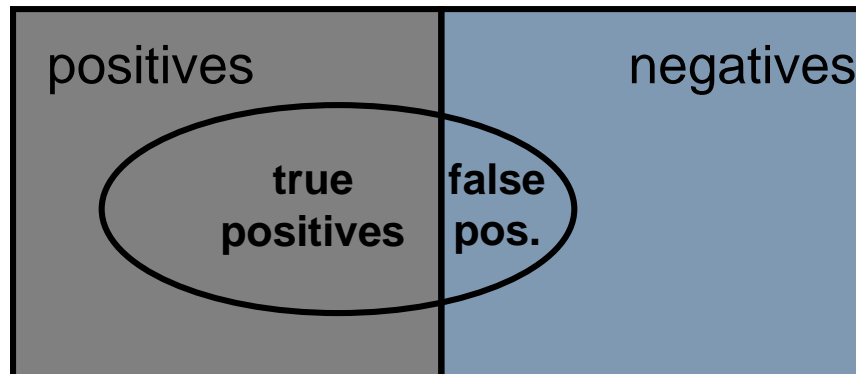 positives
negatives
true
positives
false
pos.